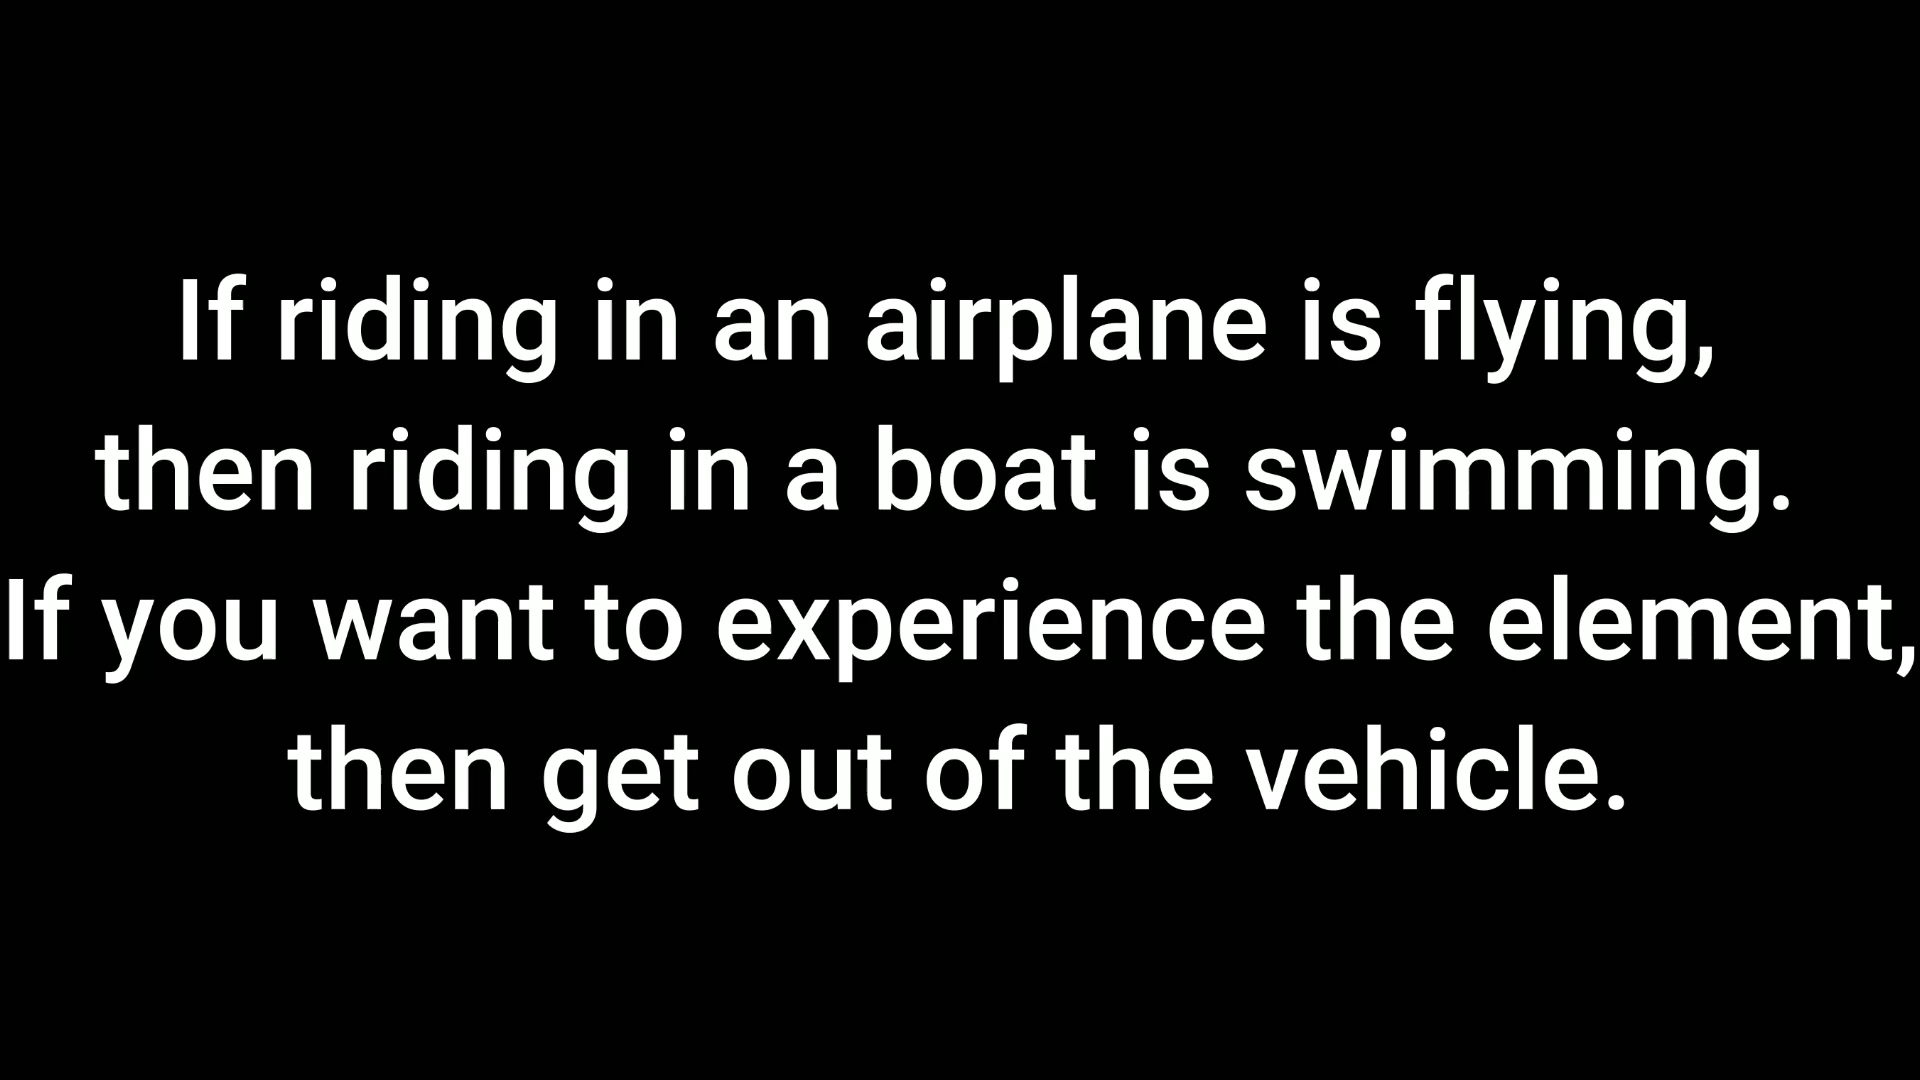 If riding in an airplane is flying,
then riding in a boat is swimming.
If you want to experience the element,
then get out of the vehicle.